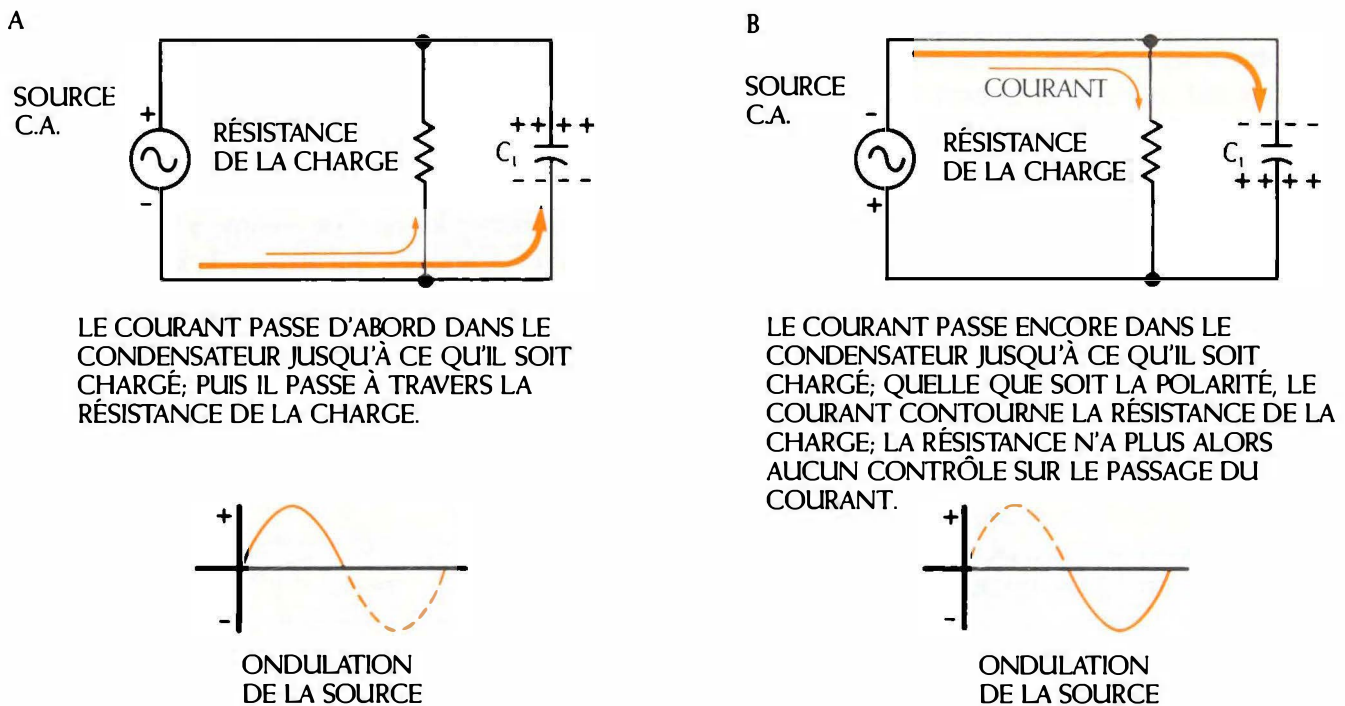 A
SOURCE
C.A.
+
-
RÉSISTANCE
DE LA CHARGE
+ + + +
C1
- - - -
LE COURANT PASSE D'ABORD DANS LE
CONDENSATEUR JUSQU'À CE QU'IL SOIT
CHARGÉ; PUIS IL PASSE À TRAVERS LA
RÉSISTANCE DE LA CHARGE.
+
-
ONDULATION
DE LA SOURCE
B
SOURCE
C.A.
-
+
COURANT
RÉSISTANCE
DE LA CHARGE
- - - -
C1
+ + + +
LE COURANT PASSE ENCORE DANS LE
CONDENSATEUR JUSQU'À CE QU'IL SOIT
CHARGÉ; QUELLE QUE SOIT LA POLARITÉ, LE
COURANT CONTOURNE LA RÉSISTANCE DE LA
CHARGE; LA RÉSISTANCE N'A PLUS ALORS
AUCUN CONTRÔLE SUR LE PASSAGE DU
COURANT.
+
-
ONDULATION
DE LA SOURCE